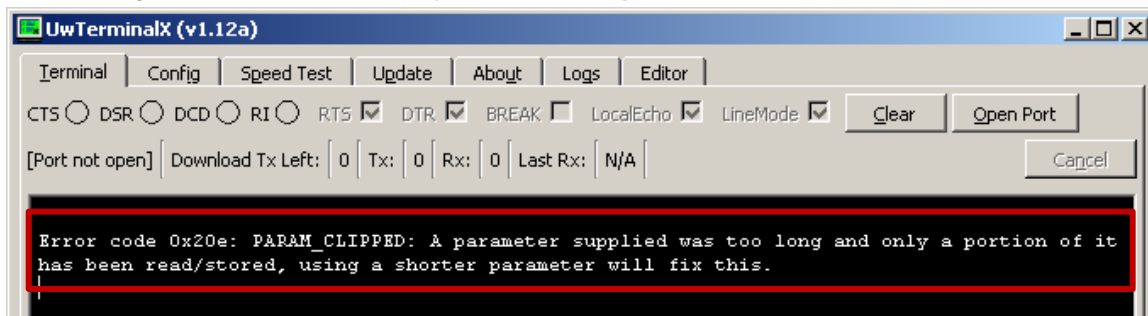 UwTerminalX (v1.12a)
Terminal Config Speed Test Update About Logs Editor
CTS DSR DCD RI RTS DTR BREAK LocalEcho LineMode Clear Open Port
[Port not open] Download Tx Left: 0 Tx: 0 Rx: 0 Last Rx: N/A Cancel
Error code 0x20e: PARAM_CLIPPED: A parameter supplied was too long and only a portion of it
has been read/stored, using a shorter parameter will fix this.